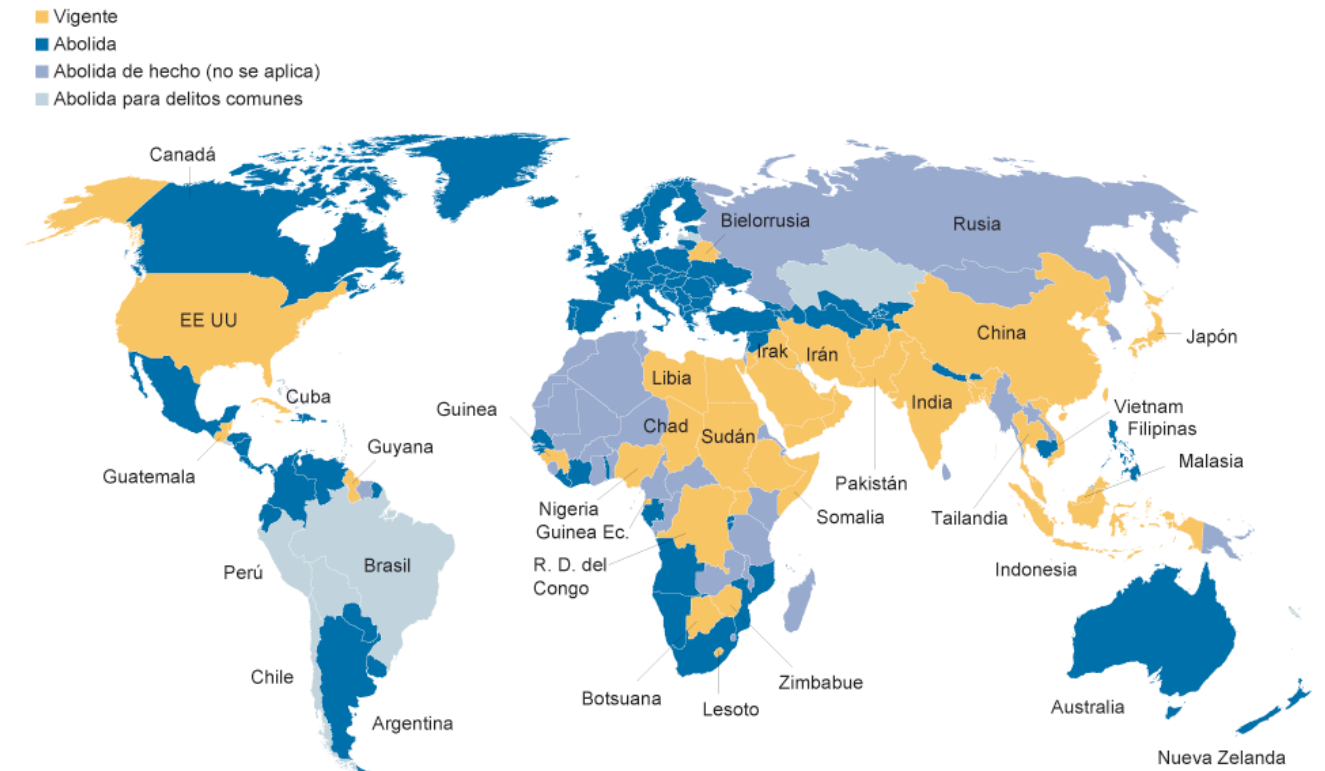 Vigente
Abolida
Abolida de hecho (no se aplica)
Abolida para delitos comunes
Canadá
Bielorrusia
Rusia
EE UU
China
Japón
Irak
Irán
Libia
Cuba
India
Guinea
Vietnam
Chad
Sudán
Filipinas
Guyana
Malasia
Guatemala
Pakistán
Nigeria
Somalia
Tailandia
Guinea Ec.
R. D. del
Congo
Brasil
Perú
Indonesia
Chile
Zimbabue
Botsuana
Lesoto
Australia
Argentina
Nueva Zelanda